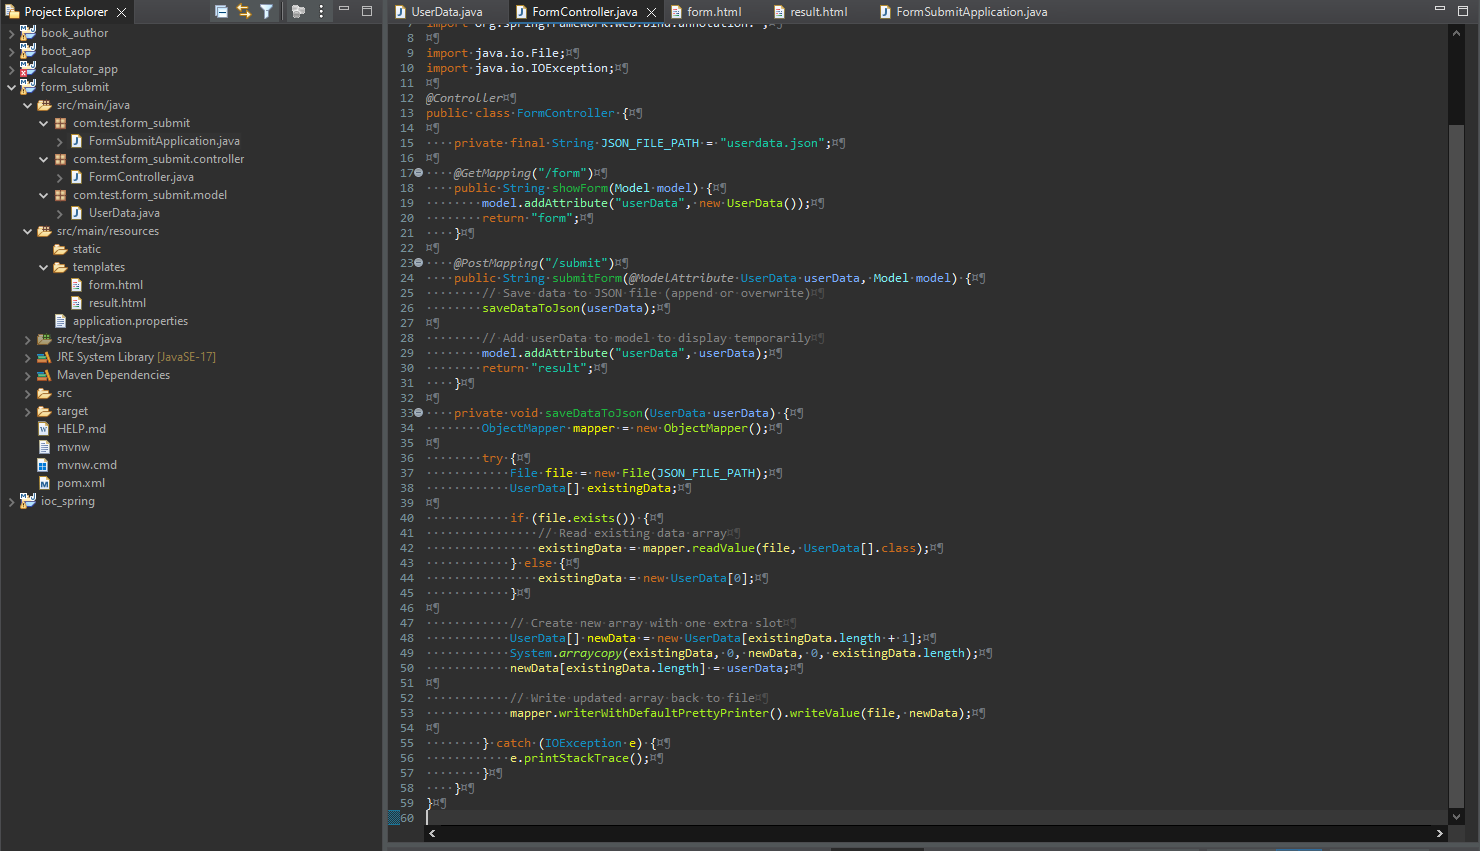 Project Explorer
book_author
boot_aop
calculator_app
form_submit
src/main/java
com.test.form_submit
FormSubmitApplication.java
com.test.form_submit.controller
FormController.java
com.test.form_submit.model
UserData.java
src/main/resources
static
templates
form.html
result.html
application.properties
src/test/java
JRE System Library [JavaSE-17]
Maven Dependencies
src
target
HELP.md
mvnw
mvnw.cmd
pom.xml
ioc_spring
UserData.java FormController.java form.html result.html FormSubmitApplication.java
7 import org.springframework.web.bind.annotation.*;¤¶
8 ¤¶
9 import·java.io.File;¤¶
10 import·java.io.IOException;¤¶
11 ¤¶
12 @Controller¤¶
13 public·class·FormController·{¤¶
14 ¤¶
15 ····private·final·String·JSON_FILE_PATH·=·"userdata.json";¤¶
16 ¤¶
17 ····@GetMapping("/form")¤¶
18 ····public·String·showForm(Model·model)·{¤¶
19 ········model.addAttribute("userData",·new·UserData());¤¶
20 ········return·"form";¤¶
21 ····}¤¶
22 ¤¶
23 ····@PostMapping("/submit")¤¶
24 ····public·String·submitForm(@ModelAttribute·UserData·userData,·Model·model)·{¤¶
25 ········//·Save·data·to·JSON·file·(append·or·overwrite)¤¶
26 ········saveDataToJson(userData);¤¶
27 ¤¶
28 ········//·Add·userData·to·model·to·display·temporarily¤¶
29 ········model.addAttribute("userData",·userData);¤¶
30 ········return·"result";¤¶
31 ····}¤¶
32 ¤¶
33 ····private·void·saveDataToJson(UserData·userData)·{¤¶
34 ········ObjectMapper·mapper·=·new·ObjectMapper();¤¶
35 ¤¶
36 ········try·{¤¶
37 ············File·file·=·new·File(JSON_FILE_PATH);¤¶
38 ············UserData[]·existingData;¤¶
39 ¤¶
40 ············if·(file.exists())·{¤¶
41 ················//·Read·existing·data·array¤¶
42 ················existingData·=·mapper.readValue(file,·UserData[].class);¤¶
43 ············}·else·{¤¶
44 ················existingData·=·new·UserData[0];¤¶
45 ············}¤¶
46 ¤¶
47 ············//·Create·new·array·with·one·extra·slot¤¶
48 ············UserData[]·newData·=·new·UserData[existingData.length·+·1];¤¶
49 ············System.arraycopy(existingData,·0,·newData,·0,·existingData.length);¤¶
50 ············newData[existingData.length]·=·userData;¤¶
51 ¤¶
52 ············//·Write·updated·array·back·to·file¤¶
53 ············mapper.writerWithDefaultPrettyPrinter().writeValue(file,·newData);¤¶
54 ¤¶
55 ········}·catch·(IOException·e)·{¤¶
56 ············e.printStackTrace();¤¶
57 ········}¤¶
58 ····}¤¶
59 }¤¶
60